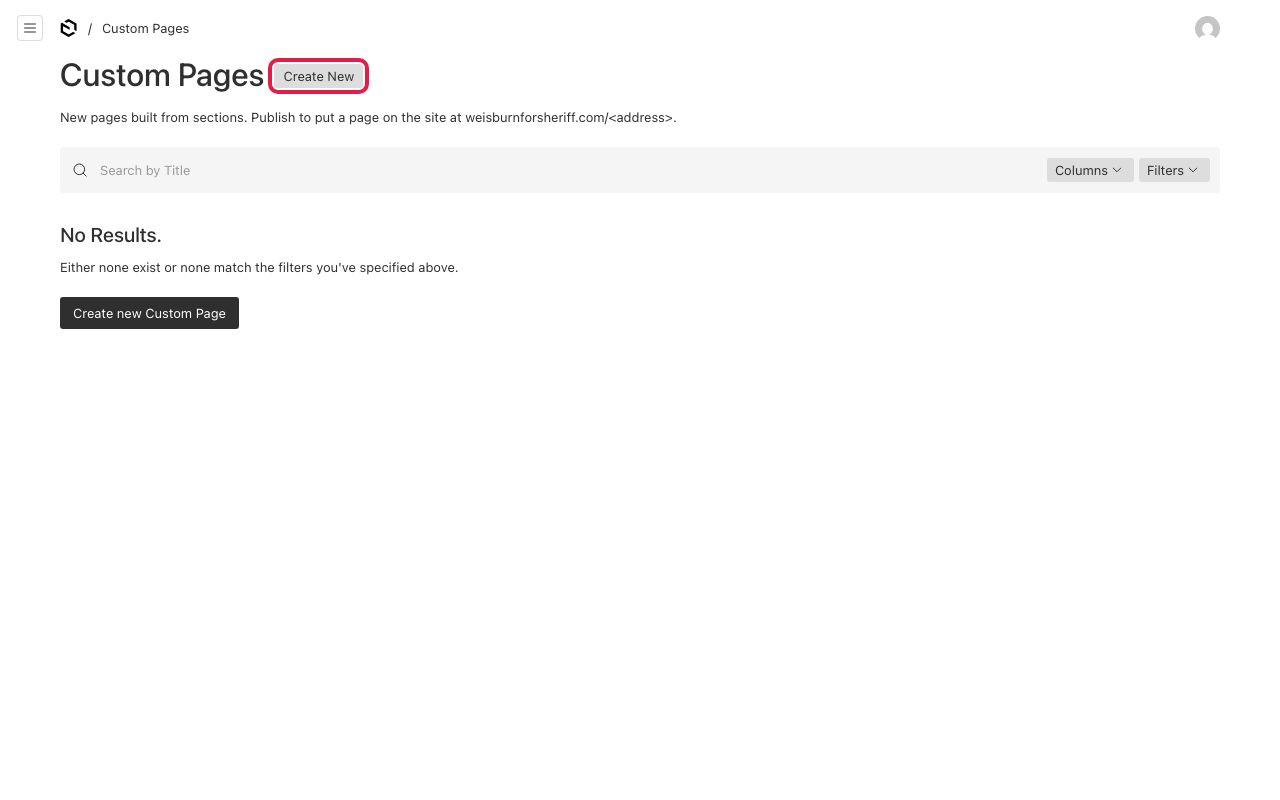 / Custom Pages
Custom Pages Create New
New pages built from sections. Publish to put a page on the site at weisburnforsheriff.com/<address>.
Search by Title Columns Filters
No Results.
Either none exist or none match the filters you've specified above.
Create new Custom Page